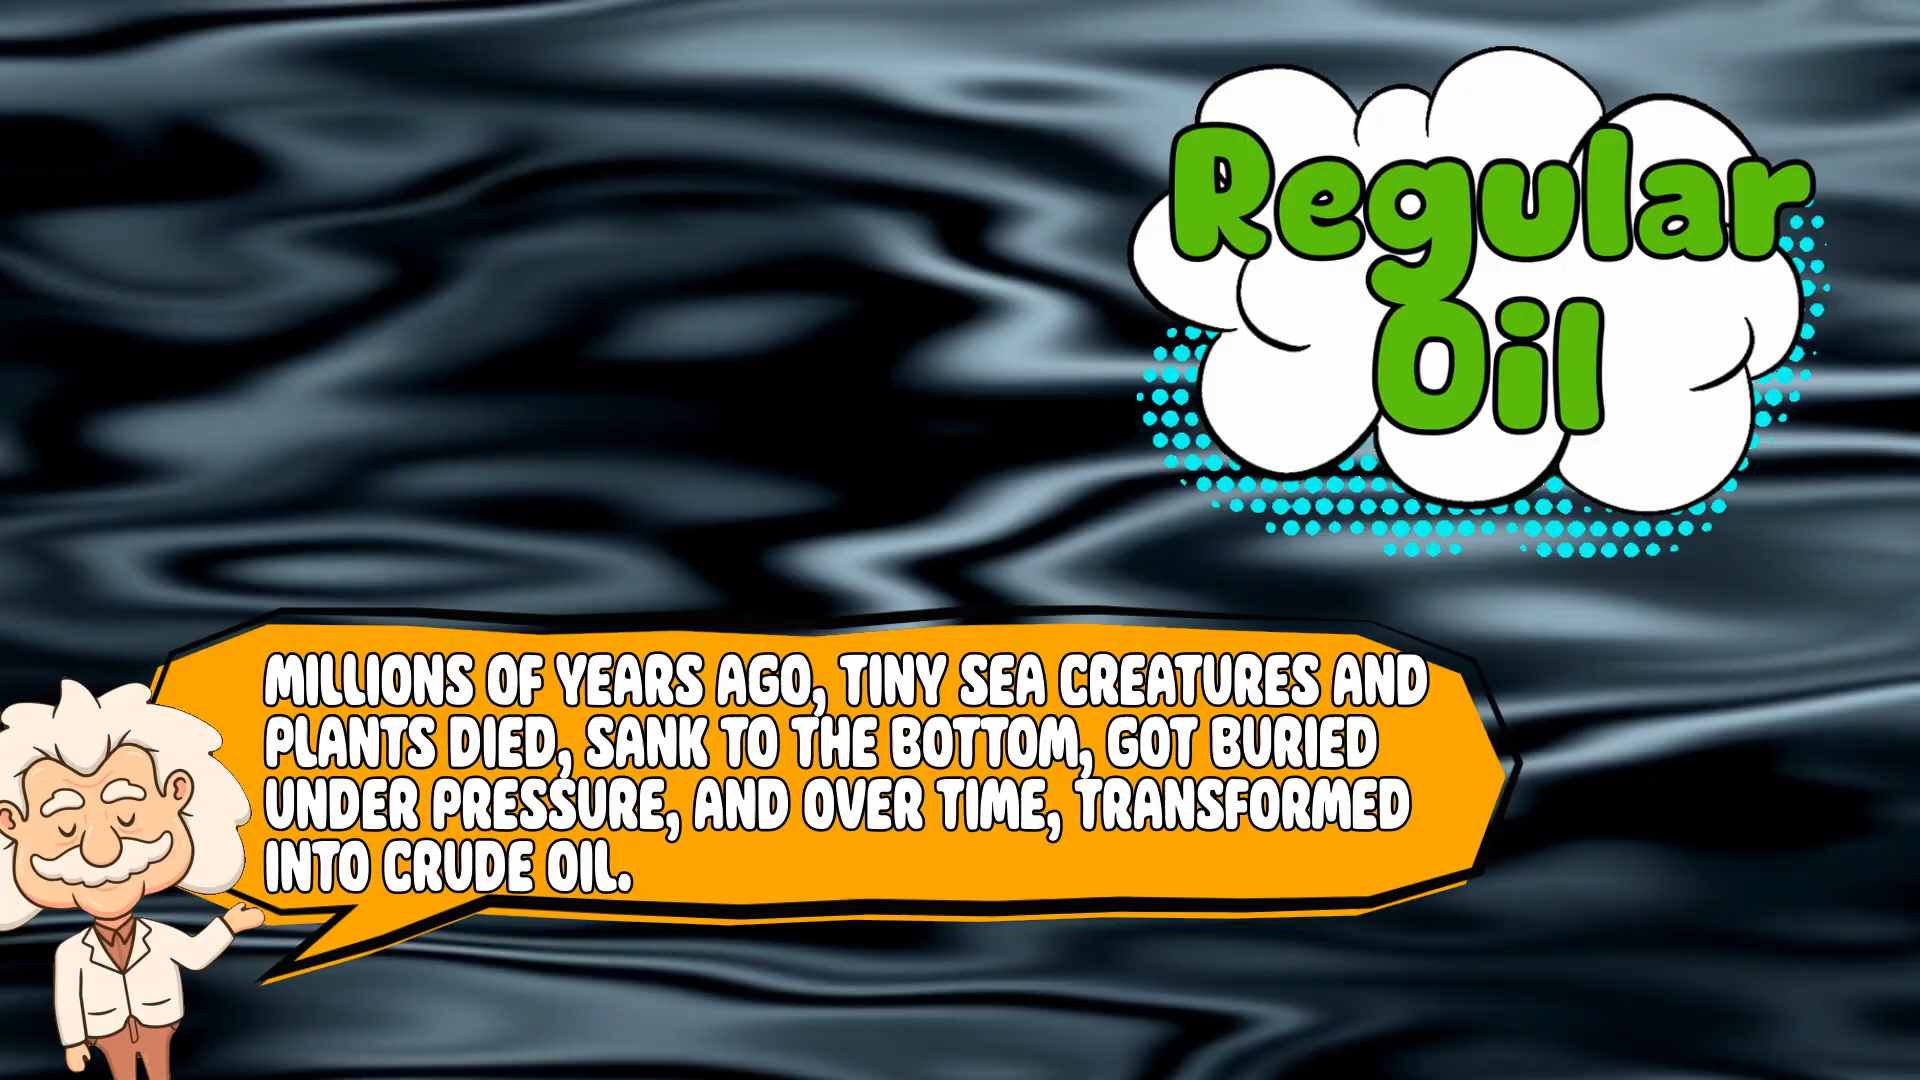 Regular
Oil
MILLIONS OF YEARS AGO, TINY SEA CREATURES AND
PLANTS DIED, SANK TO THE BOTTOM, GOT BURIED
UNDER PRESSURE, AND OVER TIME, TRANSFORMED
INTO CRUDE OIL.